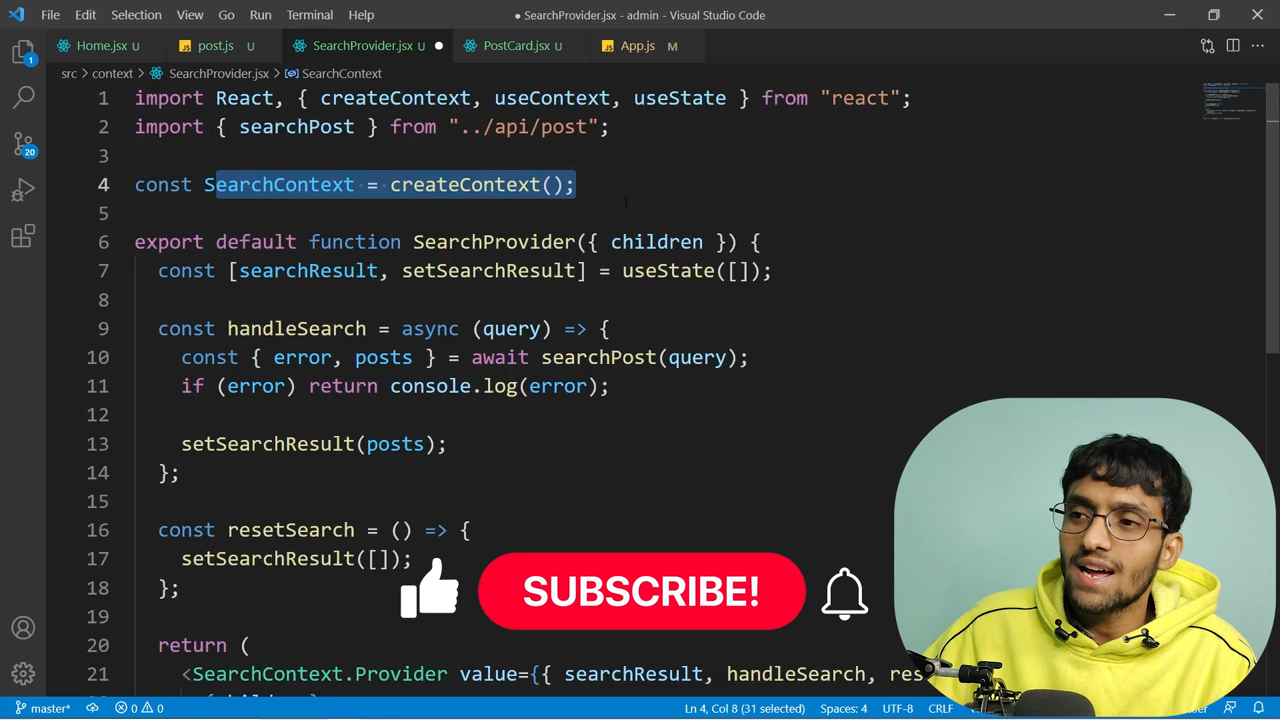 File Edit Selection View Go Run Terminal Help
● SearchProvider.jsx - admin - Visual Studio Code
Home.jsx U
JS post.js U
SearchProvider.jsx U ●
PostCard.jsx U
JS App.js M
src > context > SearchProvider.jsx > SearchContext
1 import React, { createContext, useContext, useState } from "react";
2 import { searchPost } from "../api/post";
3
4 const SearchContext = createContext();
5
6 export default function SearchProvider({ children }) {
7 const [searchResult, setSearchResult] = useState([]);
8
9 const handleSearch = async (query) => {
10 const { error, posts } = await searchPost(query);
11 if (error) return console.log(error);
12
13 setSearchResult(posts);
14 };
15
16 const resetSearch = () => {
17 setSearchResult([]);
18 };
19
20 return (
21 <SearchContext.Provider value={{ searchResult, handleSearch, res
1
20
SUBSCRIBE!
master* 0 0 Ln 4, Col 8 (31 selected) Spaces: 4 UTF-8 CRLF